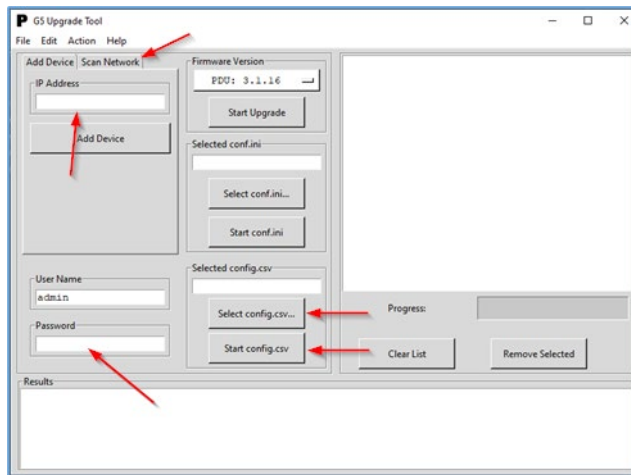 G5 Upgrade Tool
File Edit Action Help
Add Device Scan Network
IP Address
Add Device
User Name
admin
Password
Firmware Version
PDU: 3.1.16
Start Upgrade
Selected conf.ini
Select conf.ini...
Start conf.ini
Selected config.csv
Select config.csv...
Start config.csv
Progress:
Clear List Remove Selected
Results